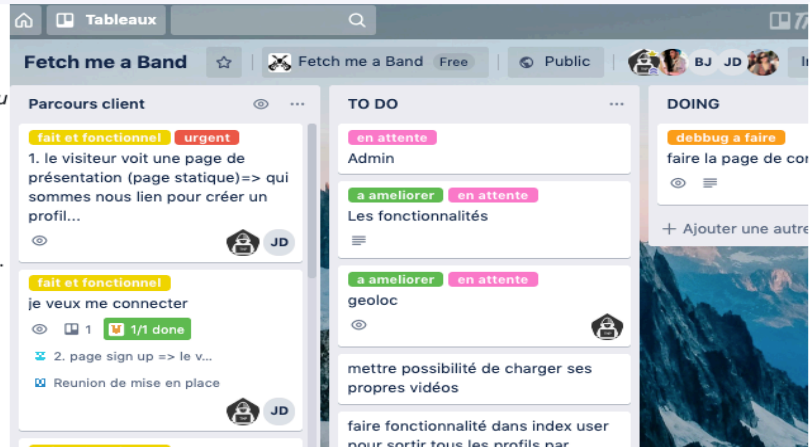 Tableaux
Fetch me a Band
Fetch me a Band Free
Public
BJ JD
Parcours client
fait et fonctionnel urgent
1. le visiteur voit une page de
présentation (page statique)=> qui
sommes nous lien pour créer un
profil...
JD
fait et fonctionnel
je veux me connecter
1 1/1 done
2. page sign up => le v...
Reunion de mise en place
JD
TO DO
en attente
Admin
a ameliorer en attente
Les fonctionnalités
a ameliorer en attente
geoloc
mettre possibilité de charger ses
propres vidéos
faire fonctionnalité dans index user
pour sortir tous les profils par
DOING
debbug a faire
faire la page de
+ Ajouter une autre